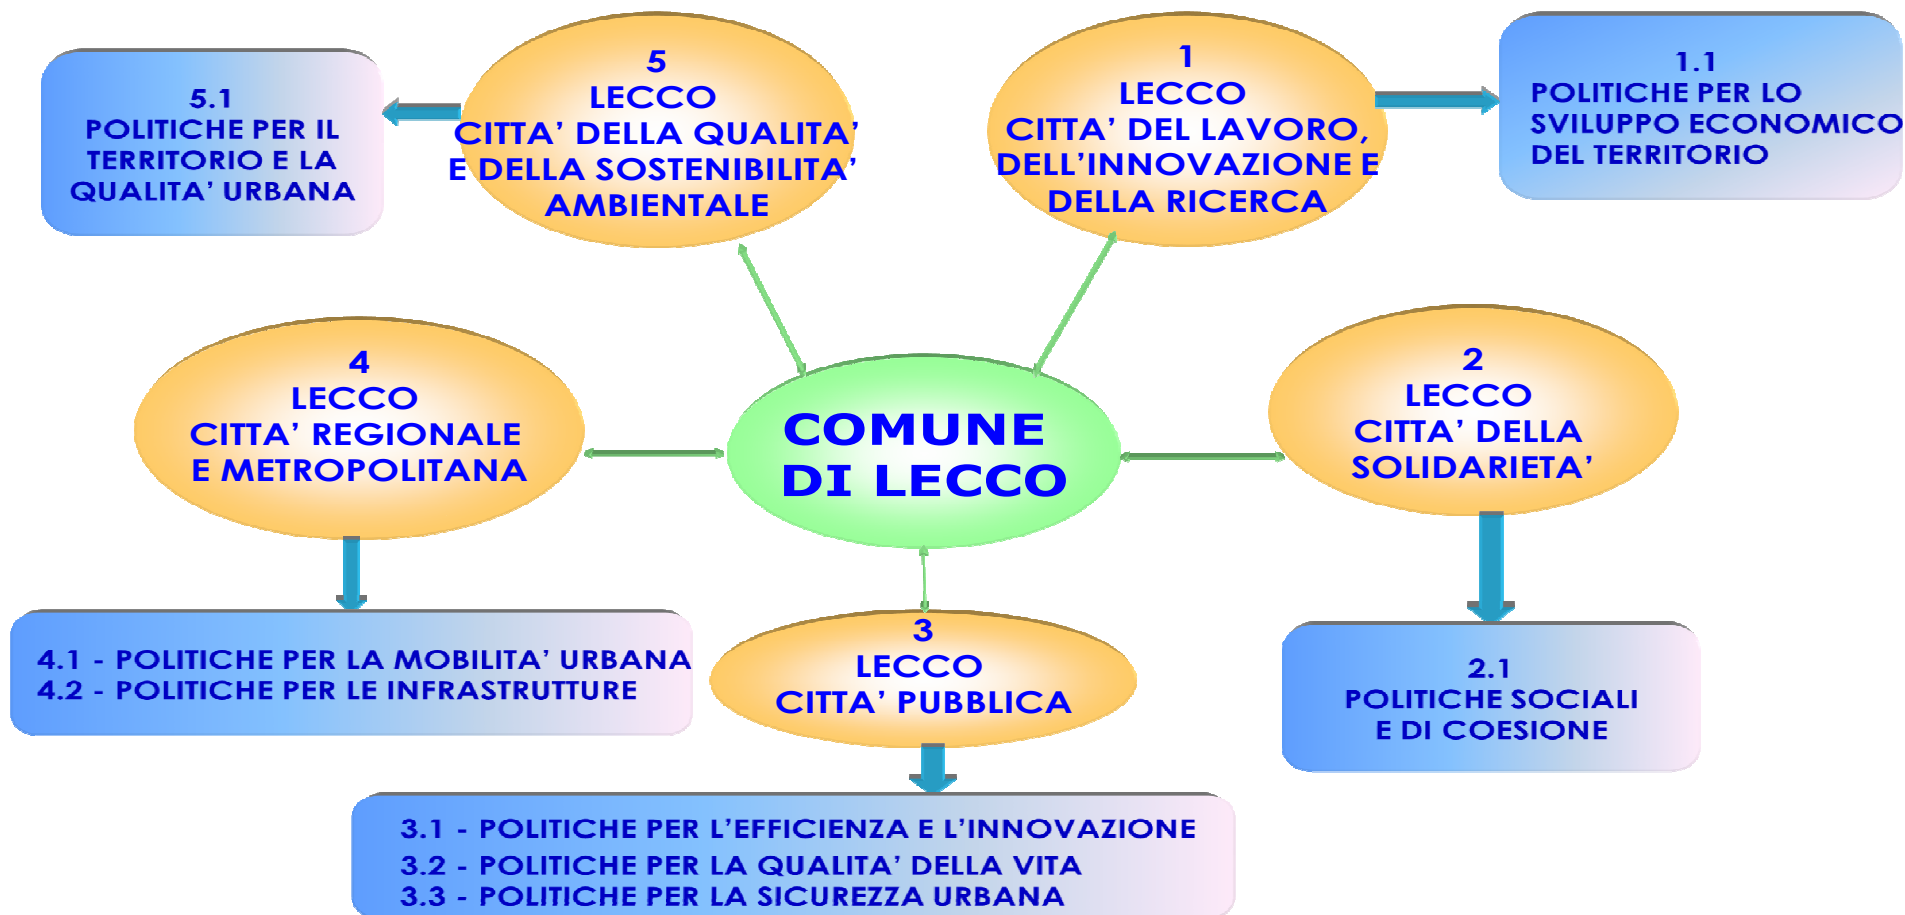 5
LECCO
CITTA’ DELLA QUALITA’
E DELLA SOSTENIBILITA’
AMBIENTALE
1
LECCO
CITTA’ DEL LAVORO,
DELL’INNOVAZIONE E
DELLA RICERCA
1.1
POLITICHE PER LO
SVILUPPO ECONOMICO
DEL TERRITORIO
5.1
POLITICHE PER IL
TERRITORIO E LA
QUALITA’ URBANA
4
LECCO
CITTA’ REGIONALE
E METROPOLITANA
COMUNE
DI LECCO
2
LECCO
CITTA’ DELLA
SOLIDARIETA’
4.1 - POLITICHE PER LA MOBILITA’ URBANA
4.2 - POLITICHE PER LE INFRASTRUTTURE
3
LECCO
CITTA’ PUBBLICA
2.1
POLITICHE SOCIALI
E DI COESIONE
3.1 - POLITICHE PER L’EFFICIENZA E L’INNOVAZIONE
3.2 - POLITICHE PER LA QUALITA’ DELLA VITA
3.3 - POLITICHE PER LA SICUREZZA URBANA